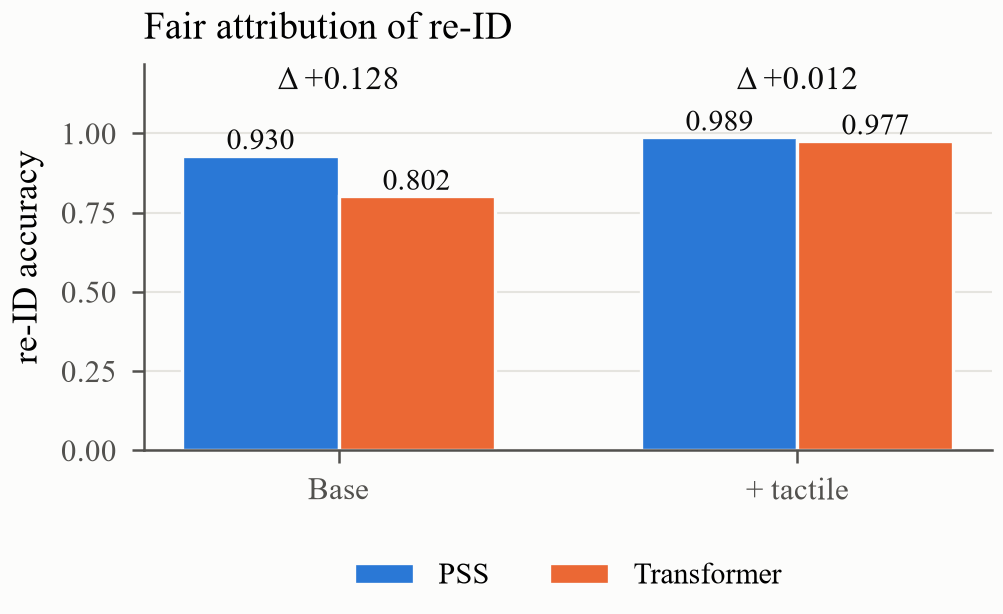 Fair attribution of re-ID
Δ +0.128
Δ +0.012
0.930
0.802
0.989
0.977
re-ID accuracy
1.00
0.75
0.50
0.25
0.00
Base
+ tactile
PSS
Transformer